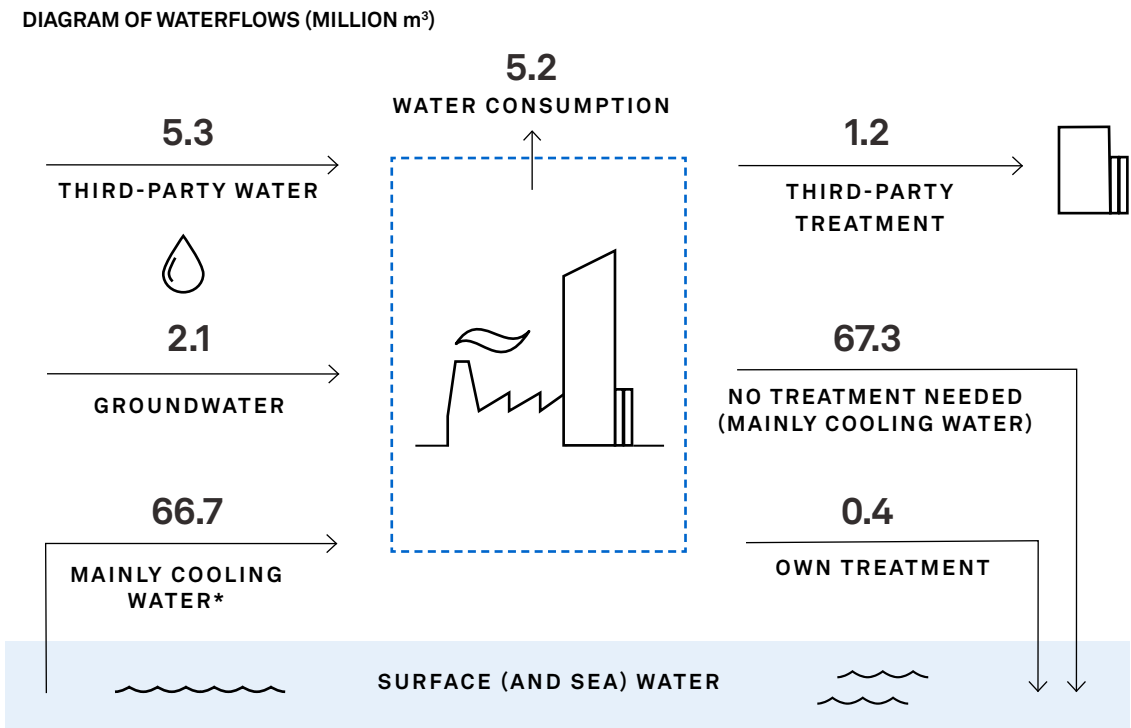 DIAGRAM OF WATERFLOWS (MILLION m³)
5.2
WATER CONSUMPTION
5.3
THIRD-PARTY WATER
1.2
THIRD-PARTY
TREATMENT
2.1
GROUNDWATER
67.3
NO TREATMENT NEEDED
(MAINLY COOLING WATER)
66.7
MAINLY COOLING
WATER*
0.4
OWN TREATMENT
SURFACE (AND SEA) WATER